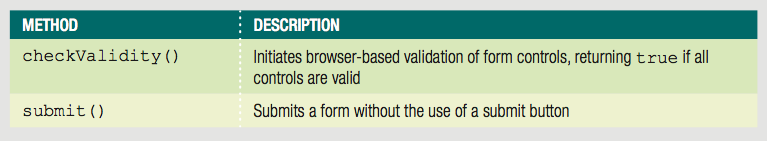 METHOD DESCRIPTION
checkValidity() Initiates browser-based validation of form controls, returning true if all
controls are valid
submit() Submits a form without the use of a submit button